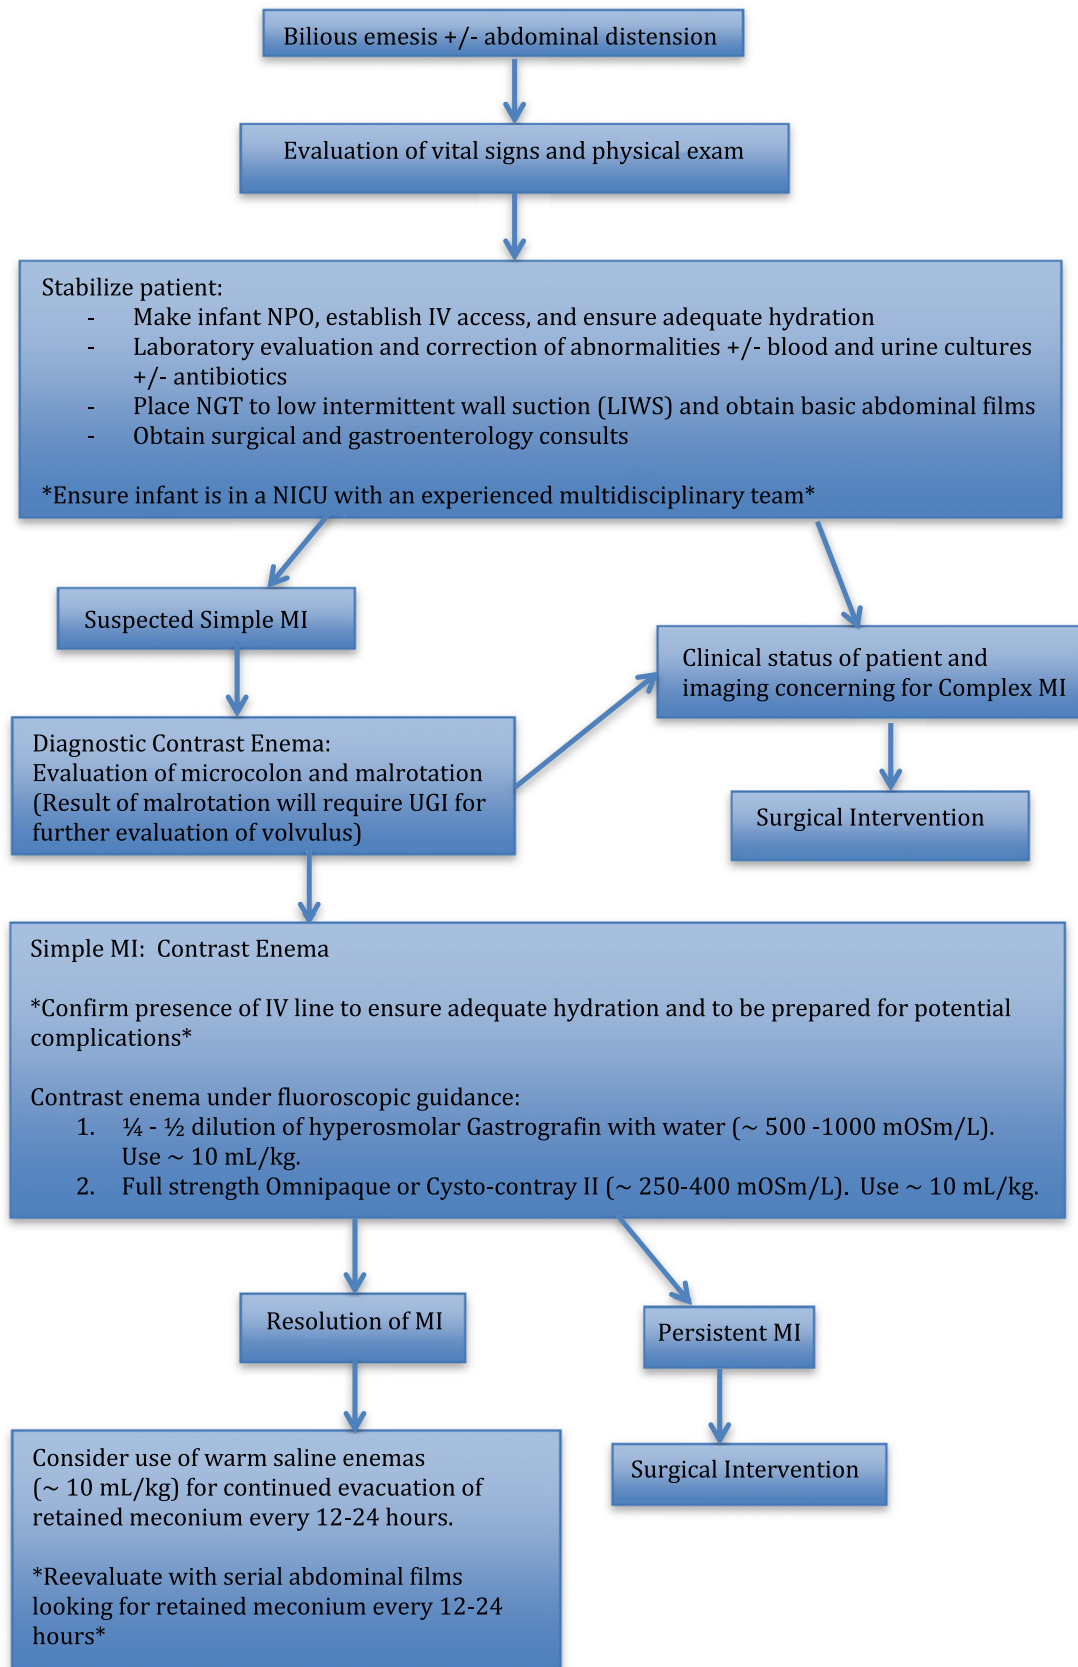 Bilious emesis +/- abdominal distension
Evaluation of vital signs and physical exam
Stabilize patient:
- Make infant NPO, establish IV access, and ensure adequate hydration
- Laboratory evaluation and correction of abnormalities +/- blood and urine cultures
+/- antibiotics
- Place NGT to low intermittent wall suction (LIWS) and obtain basic abdominal films
- Obtain surgical and gastroenterology consults
*Ensure infant is in a NICU with an experienced multidisciplinary team*
Suspected Simple MI
Clinical status of patient and
imaging concerning for Complex MI
Diagnostic Contrast Enema:
Evaluation of microcolon and malrotation
(Result of malrotation will require UGI for
further evaluation of volvulus)
Surgical Intervention
Simple MI:  Contrast Enema
*Confirm presence of IV line to ensure adequate hydration and to be prepared for potential
complications*
Contrast enema under fluoroscopic guidance:
1. ¼ - ½ dilution of hyperosmolar Gastrografin with water (~ 500 -1000 mOSm/L).
Use ~ 10 mL/kg.
2. Full strength Omnipaque or Cysto-contray II (~ 250-400 mOSm/L).  Use ~ 10 mL/kg.
Resolution of MI
Persistent MI
Consider use of warm saline enemas
(~ 10 mL/kg) for continued evacuation of
retained meconium every 12-24 hours.
*Reevaluate with serial abdominal films
looking for retained meconium every 12-24
hours*
Surgical Intervention